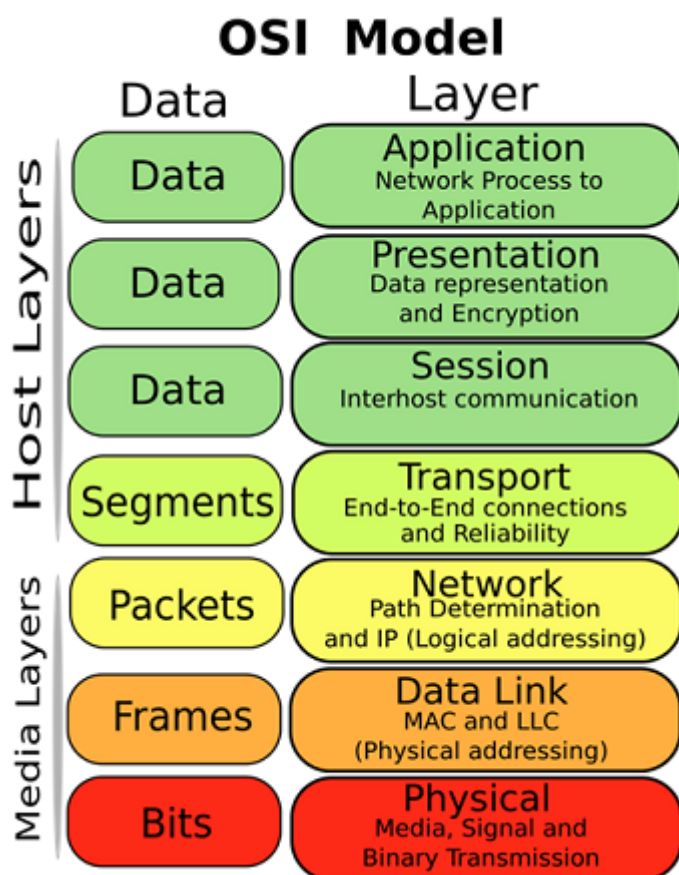 OSI Model
Data
Layer
Host Layers
Data
Application
Network Process to
Application
Data
Presentation
Data representation
and Encryption
Data
Session
Interhost communication
Segments
Transport
End-to-End connections
and Reliability
Media Layers
Packets
Network
Path Determination
and IP (Logical addressing)
Frames
Data Link
MAC and LLC
(Physical addressing)
Bits
Physical
Media, Signal and
Binary Transmission